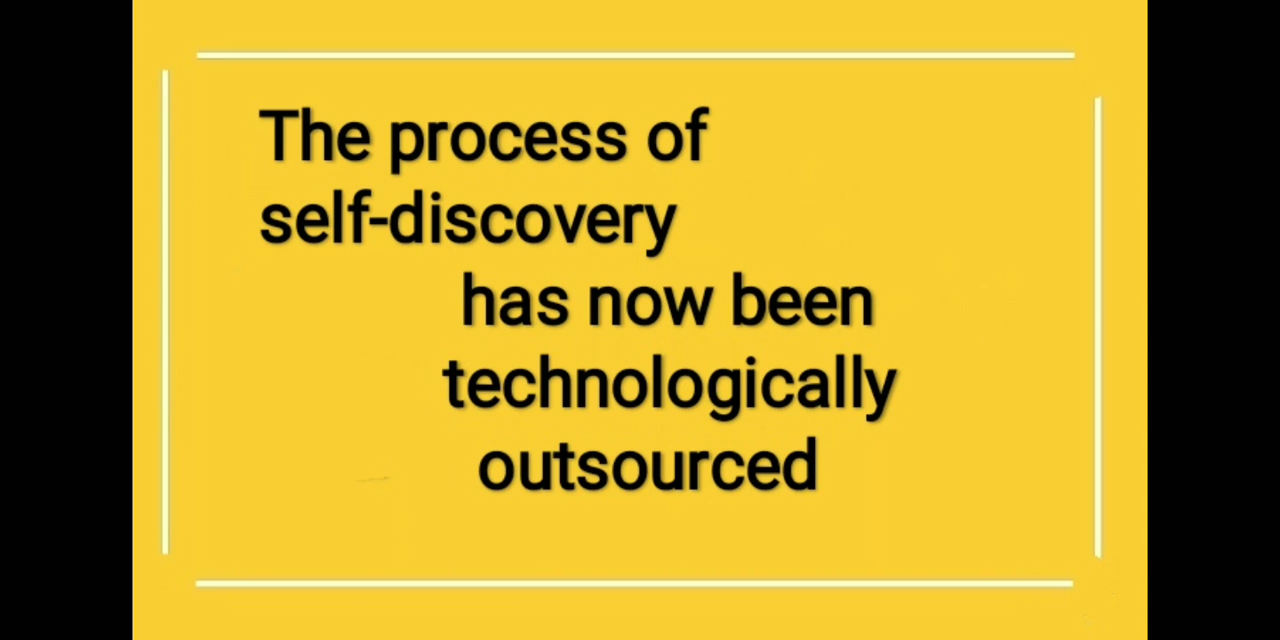 The process of
self-discovery
has now been
technologically
outsourced